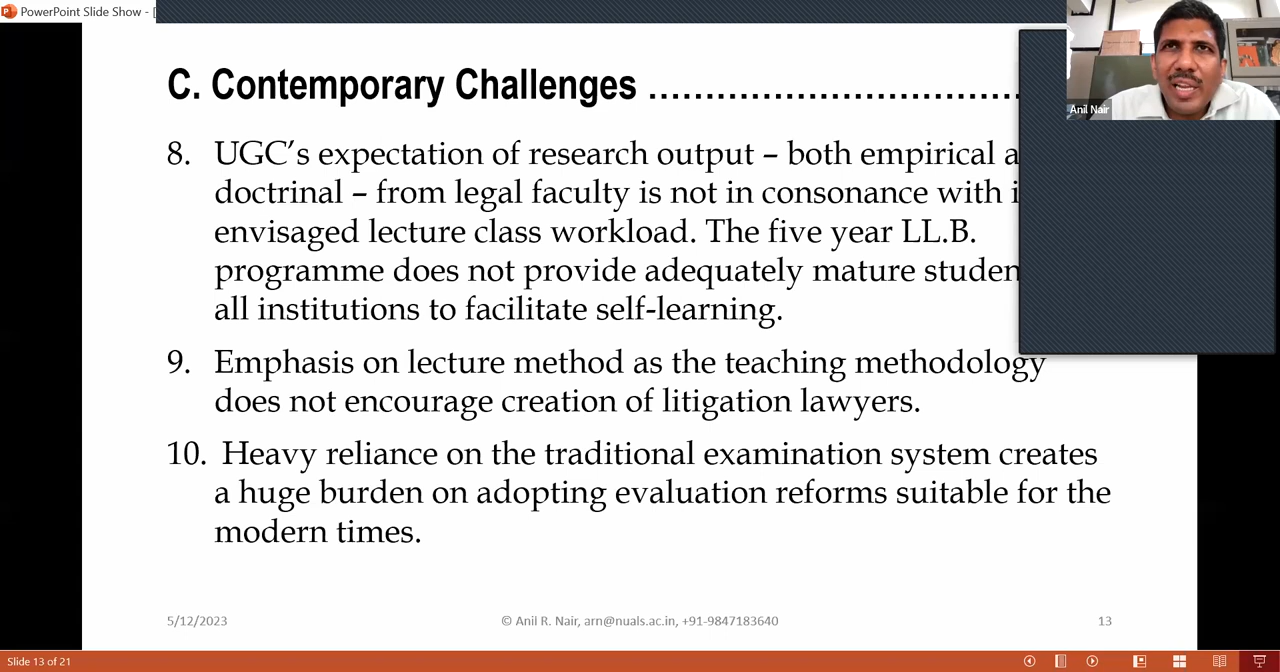 PowerPoint Slide Show - [
Anil Nair
C. Contemporary Challenges ................................
8. UGC’s expectation of research output – both empirical a
doctrinal – from legal faculty is not in consonance with i
envisaged lecture class workload. The five year LL.B.
programme does not provide adequately mature studen
all institutions to facilitate self-learning.
9. Emphasis on lecture method as the teaching methodology
does not encourage creation of litigation lawyers.
10. Heavy reliance on the traditional examination system creates
a huge burden on adopting evaluation reforms suitable for the
modern times.
5/12/2023 © Anil R. Nair, arn@nuals.ac.in, +91-9847183640 13
Slide 13 of 21